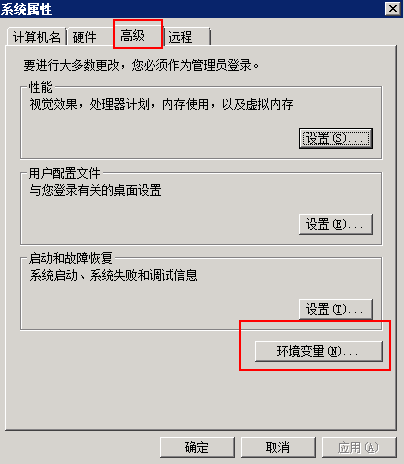 系统属性
计算机名 硬件 高级 远程
要进行大多数更改，您必须作为管理员登录。
性能
视觉效果，处理器计划，内存使用，以及虚拟内存
设置(S)...
用户配置文件
与您登录有关的桌面设置
设置(E)...
启动和故障恢复
系统启动、系统失败和调试信息
设置(T)...
环境变量(N)...
确定 取消 应用(A)